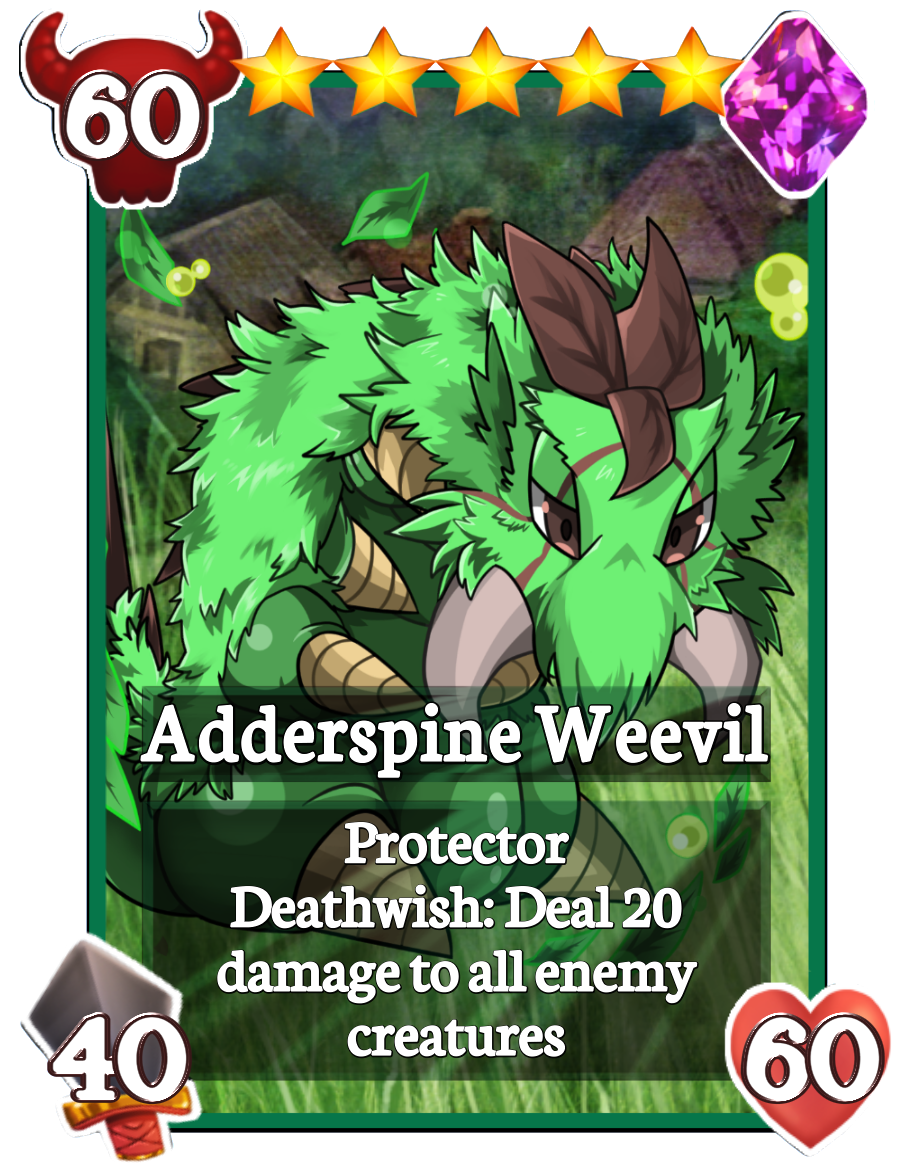 60
Adderspine Weevil
Protector
Deathwish: Deal 20
damage to all enemy
creatures
40
60